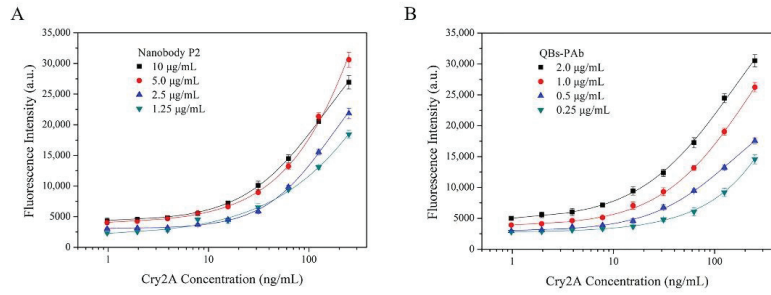 A
Fluorescence Intensity (a.u.)
35,000
30,000
25,000
20,000
15,000
10,000
5000
0
Nanobody P2
10 μg/mL
5.0 μg/mL
2.5 μg/mL
1.25 μg/mL
1
10
100
Cry2A Concentration (ng/mL)
B
Fluorescence Intensity (a.u.)
35,000
30,000
25,000
20,000
15,000
10,000
5000
0
QBs-PAb
2.0 μg/mL
1.0 μg/mL
0.5 μg/mL
0.25 μg/mL
1
10
100
Cry2A Concentration (ng/mL)